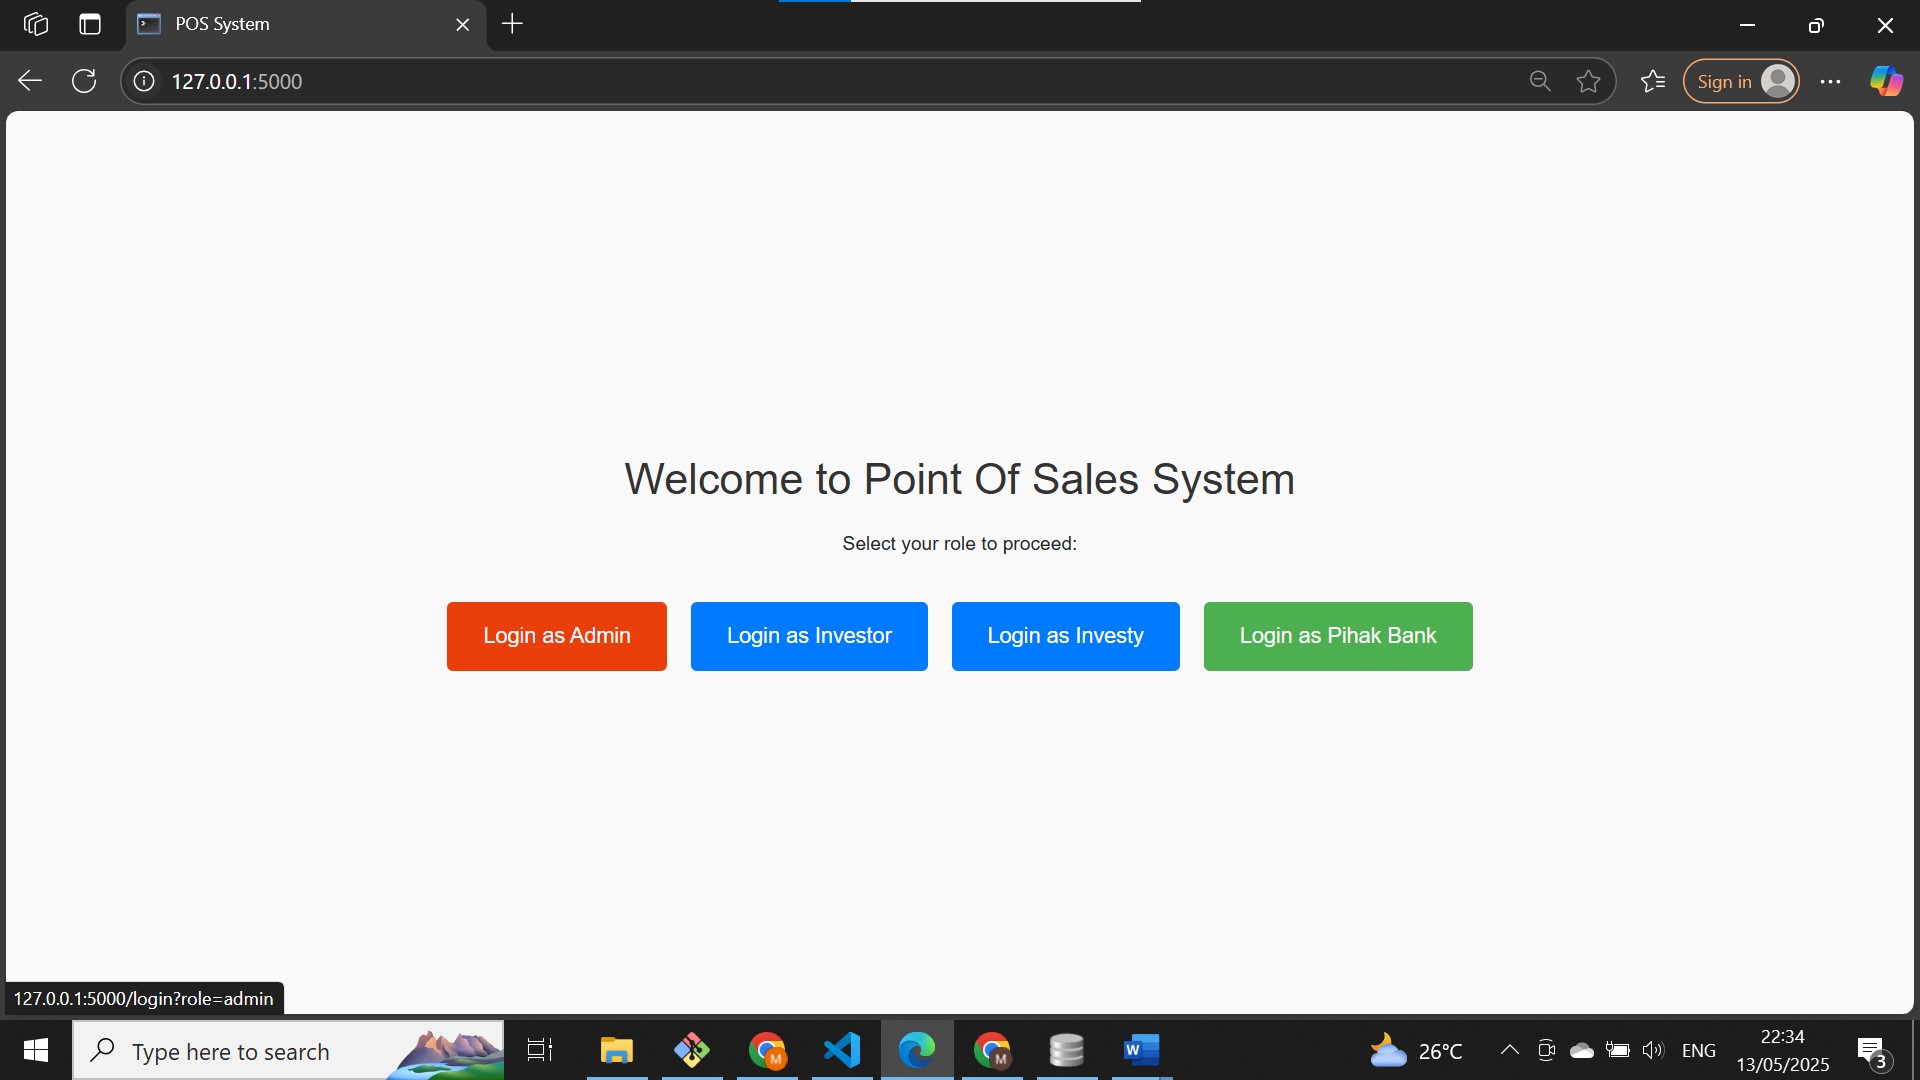 POS System
127.0.0.1:5000
Sign in
Welcome to Point Of Sales System
Select your role to proceed:
Login as Admin
Login as Investor
Login as Investy
Login as Pihak Bank
127.0.0.1:5000/login?role=admin
Type here to search
M
M
W
26°C
ENG
22:34
13/05/2025
3